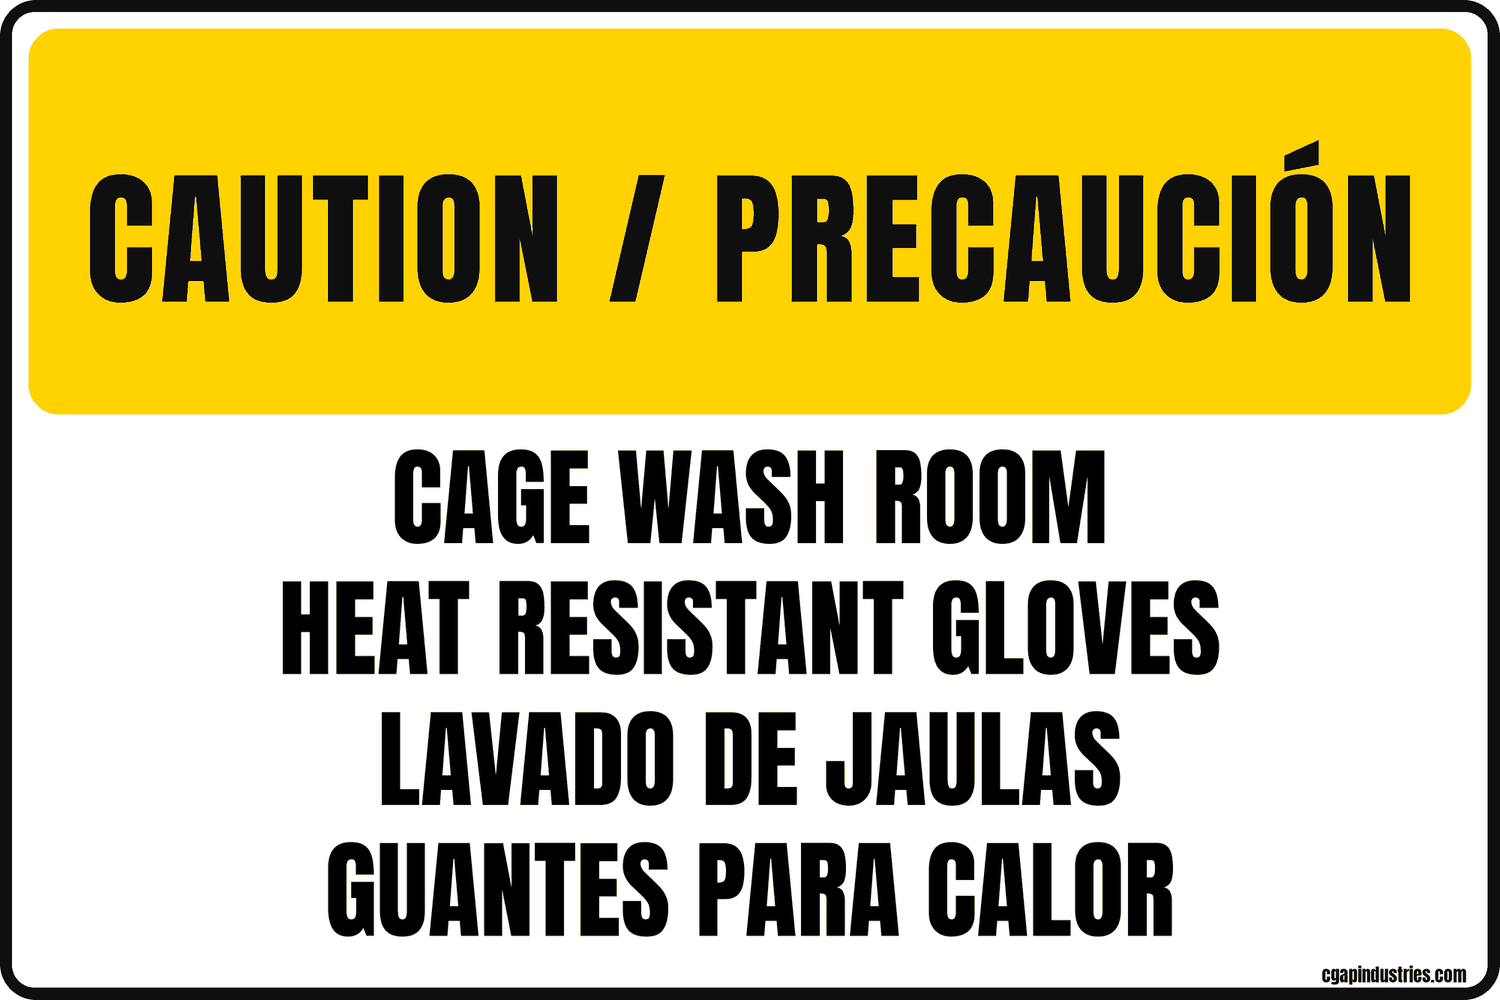 CAUTION / PRECAUCIÓN
CAGE WASH ROOM
HEAT RESISTANT GLOVES
LAVADO DE JAULAS
GUANTES PARA CALOR
cgapindustries.com